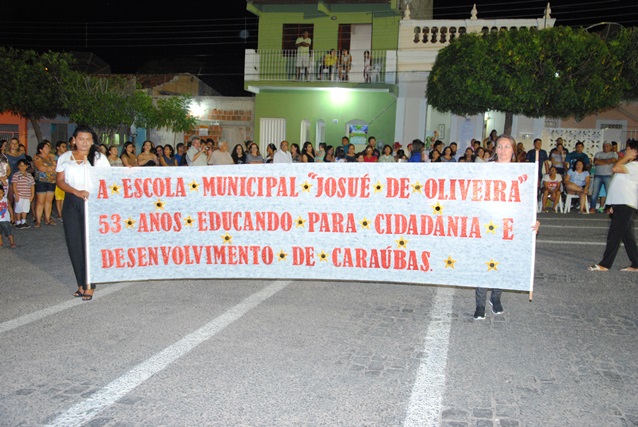 A ESCOLA MUNICIPAL "JOSUÉ DE OLIVEIRA"
53 ANOS EDUCANDO PARA CIDADANIA E
DESENVOLVIMENTO DE CARAÚBAS.